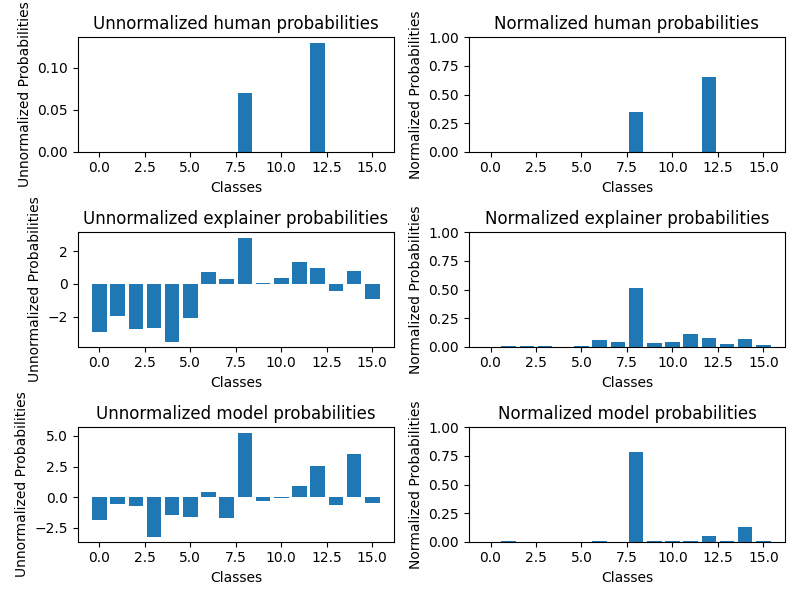 Unnormalized human probabilities
Unnormalized Probabilities
0.10
0.05
0.00
0.0 2.5 5.0 7.5 10.0 12.5 15.0
Classes
Normalized human probabilities
Normalized Probabilities
1.00
0.75
0.50
0.25
0.00
0.0 2.5 5.0 7.5 10.0 12.5 15.0
Classes
Unnormalized explainer probabilities
Unnormalized Probabilities
2
0
−2
0.0 2.5 5.0 7.5 10.0 12.5 15.0
Classes
Normalized explainer probabilities
Normalized Probabilities
1.00
0.75
0.50
0.25
0.00
0.0 2.5 5.0 7.5 10.0 12.5 15.0
Classes
Unnormalized model probabilities
Unnormalized Probabilities
5.0
2.5
0.0
−2.5
0.0 2.5 5.0 7.5 10.0 12.5 15.0
Classes
Normalized model probabilities
Normalized Probabilities
1.00
0.75
0.50
0.25
0.00
0.0 2.5 5.0 7.5 10.0 12.5 15.0
Classes